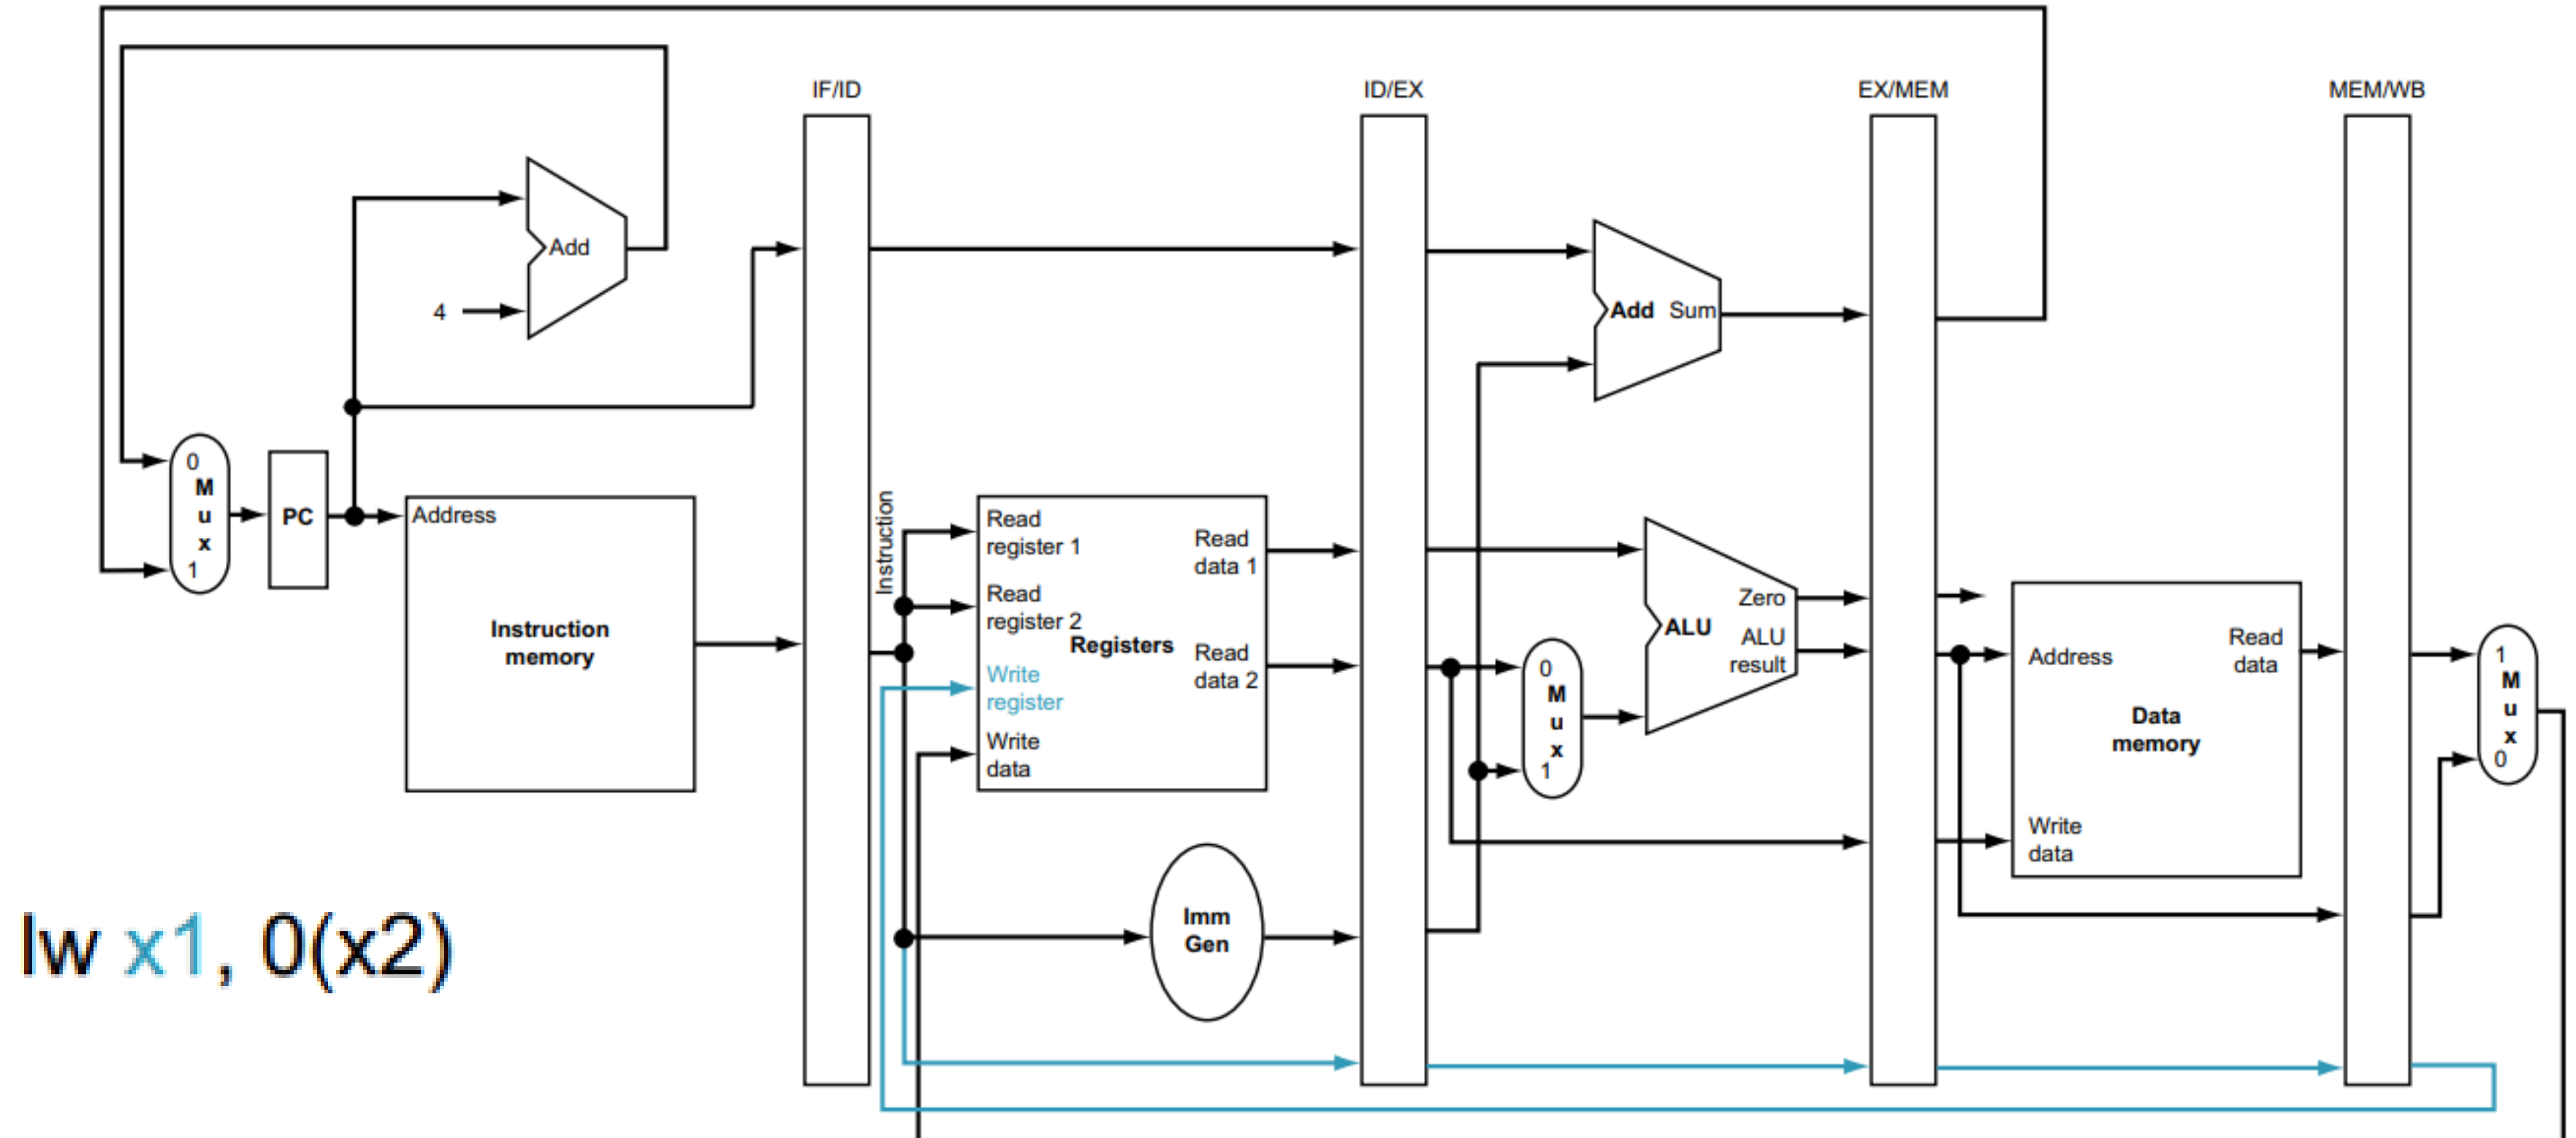 IF/ID
ID/EX
EX/MEM
MEM/WB
Add
4
Add Sum
0
M
u
x
1
PC
Address
Instruction
memory
Instruction
Read
register 1
Read
register 2
Write
register
Write
data
Registers
Read
data 1
Read
data 2
Imm
Gen
0
M
u
x
1
ALU
Zero
ALU
result
Address
Read
data
Data
memory
Write
data
1
M
u
x
0
lw x1, 0(x2)